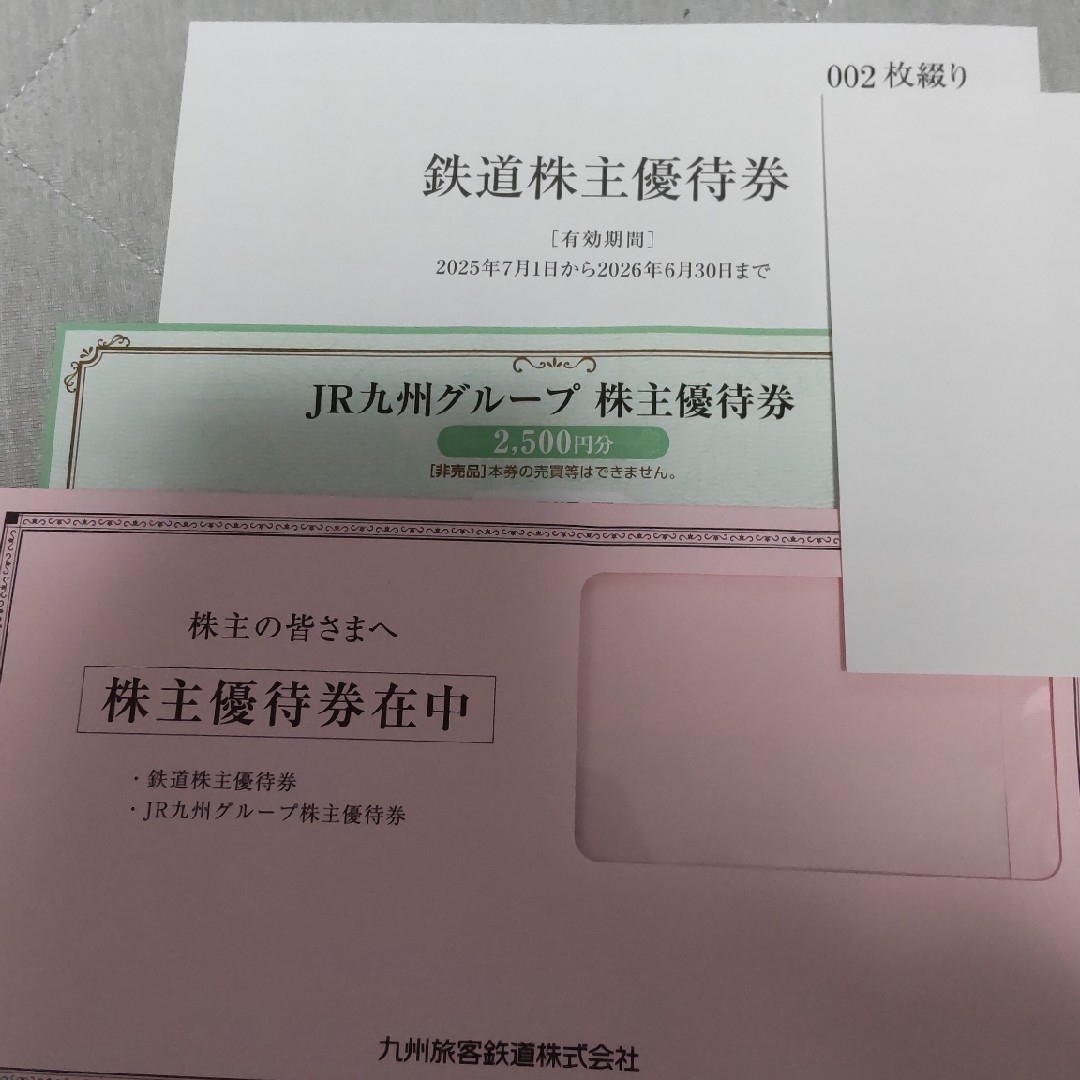 002枚綴り
鉄道株主優待券
[有効期間]
2025年7月1日から2026年6月30日まで
JR九州グループ 株主優待券
2,500円分
[非売品]本券の売買等はできません。
株主の皆さまへ
株主優待券在中
・鉄道株主優待券
・JR九州グループ株主優待券
九州旅客鉄道株式会社